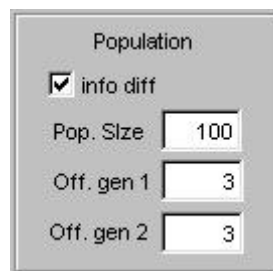 Population
info diff
Pop. SIze 100
Off. gen 1 3
Off. gen 2 3